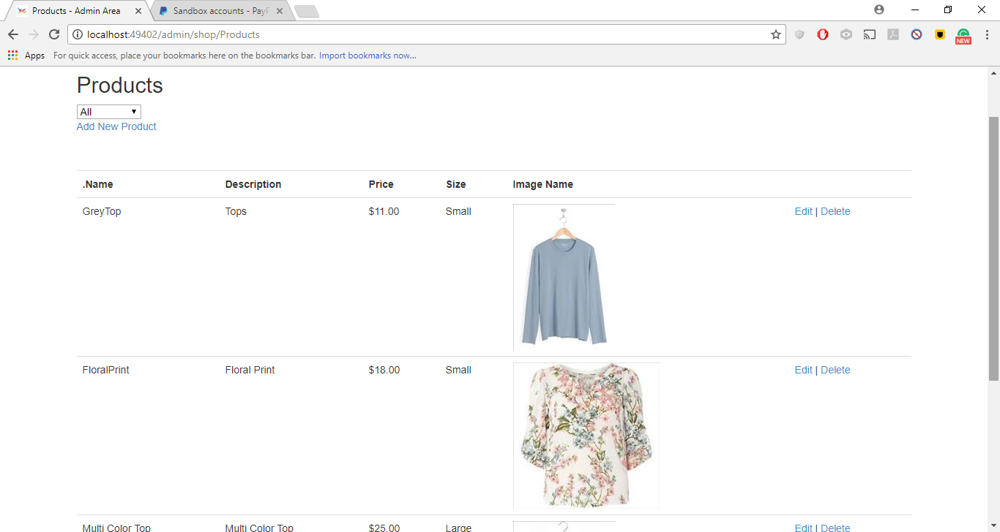 Products - Admin Area
Sandbox accounts - PayP
localhost:49402/admin/shop/Products
NEW
Apps For quick access, place your bookmarks here on the bookmarks bar. Import bookmarks now...
Products
All
Add New Product
.Name Description Price Size Image Name
GreyTop Tops $11.00 Small Edit | Delete
FloralPrint Floral Print $18.00 Small Edit | Delete
Multi Color Top Multi Color Top $25.00 Large Edit | Delete